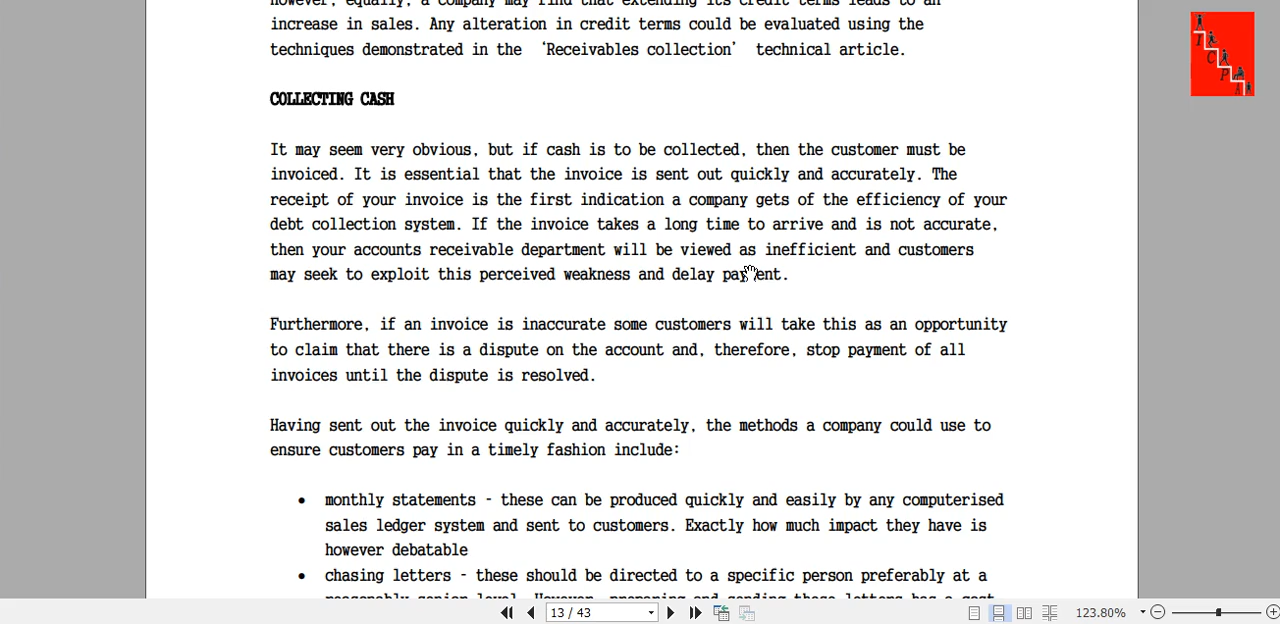 however, equally, a company may find that extending its credit terms leads to an
increase in sales. Any alteration in credit terms could be evaluated using the
techniques demonstrated in the ‘Receivables collection’ technical article.
COLLECTING CASH
It may seem very obvious, but if cash is to be collected, then the customer must be
invoiced. It is essential that the invoice is sent out quickly and accurately. The
receipt of your invoice is the first indication a company gets of the efficiency of your
debt collection system. If the invoice takes a long time to arrive and is not accurate,
then your accounts receivable department will be viewed as inefficient and customers
may seek to exploit this perceived weakness and delay payment.
Furthermore, if an invoice is inaccurate some customers will take this as an opportunity
to claim that there is a dispute on the account and, therefore, stop payment of all
invoices until the dispute is resolved.
Having sent out the invoice quickly and accurately, the methods a company could use to
ensure customers pay in a timely fashion include:
• monthly statements - these can be produced quickly and easily by any computerised
sales ledger system and sent to customers. Exactly how much impact they have is
however debatable
• chasing letters - these should be directed to a specific person preferably at a
reasonably senior level. However, preparing and sending these letters has a cost
I
C
P
A
13 / 43
123.80%